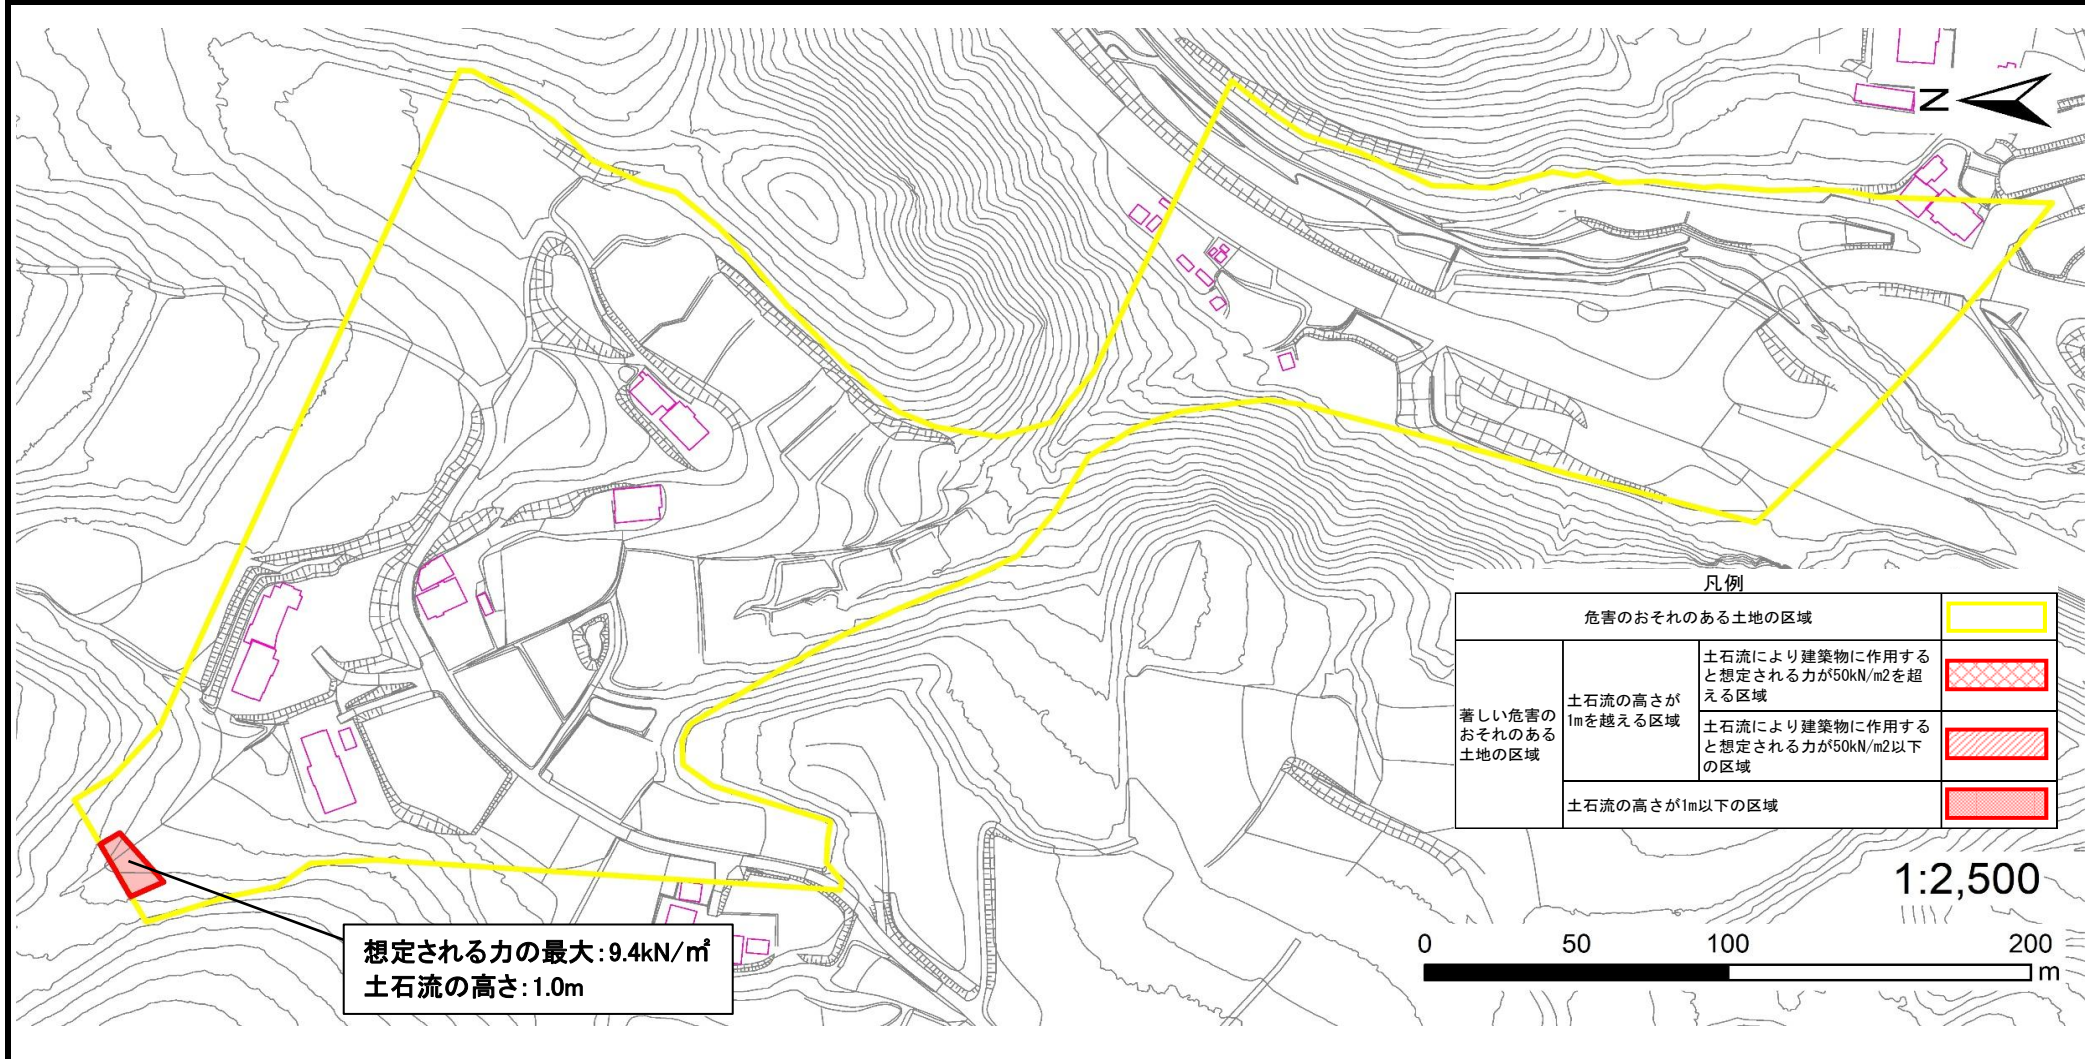 N
凡例
危害のおそれのある土地の区域
著しい危害の
おそれのある
土地の区域
土石流の高さが
1mを越える区域
土石流により建築物に作用する
と想定される力が50kN/m2を超
える区域
土石流により建築物に作用する
と想定される力が50kN/m2以下
の区域
土石流の高さが1m以下の区域
1:2,500
0 50 100 200
m
想定される力の最大:9.4kN/㎡
土石流の高さ:1.0m